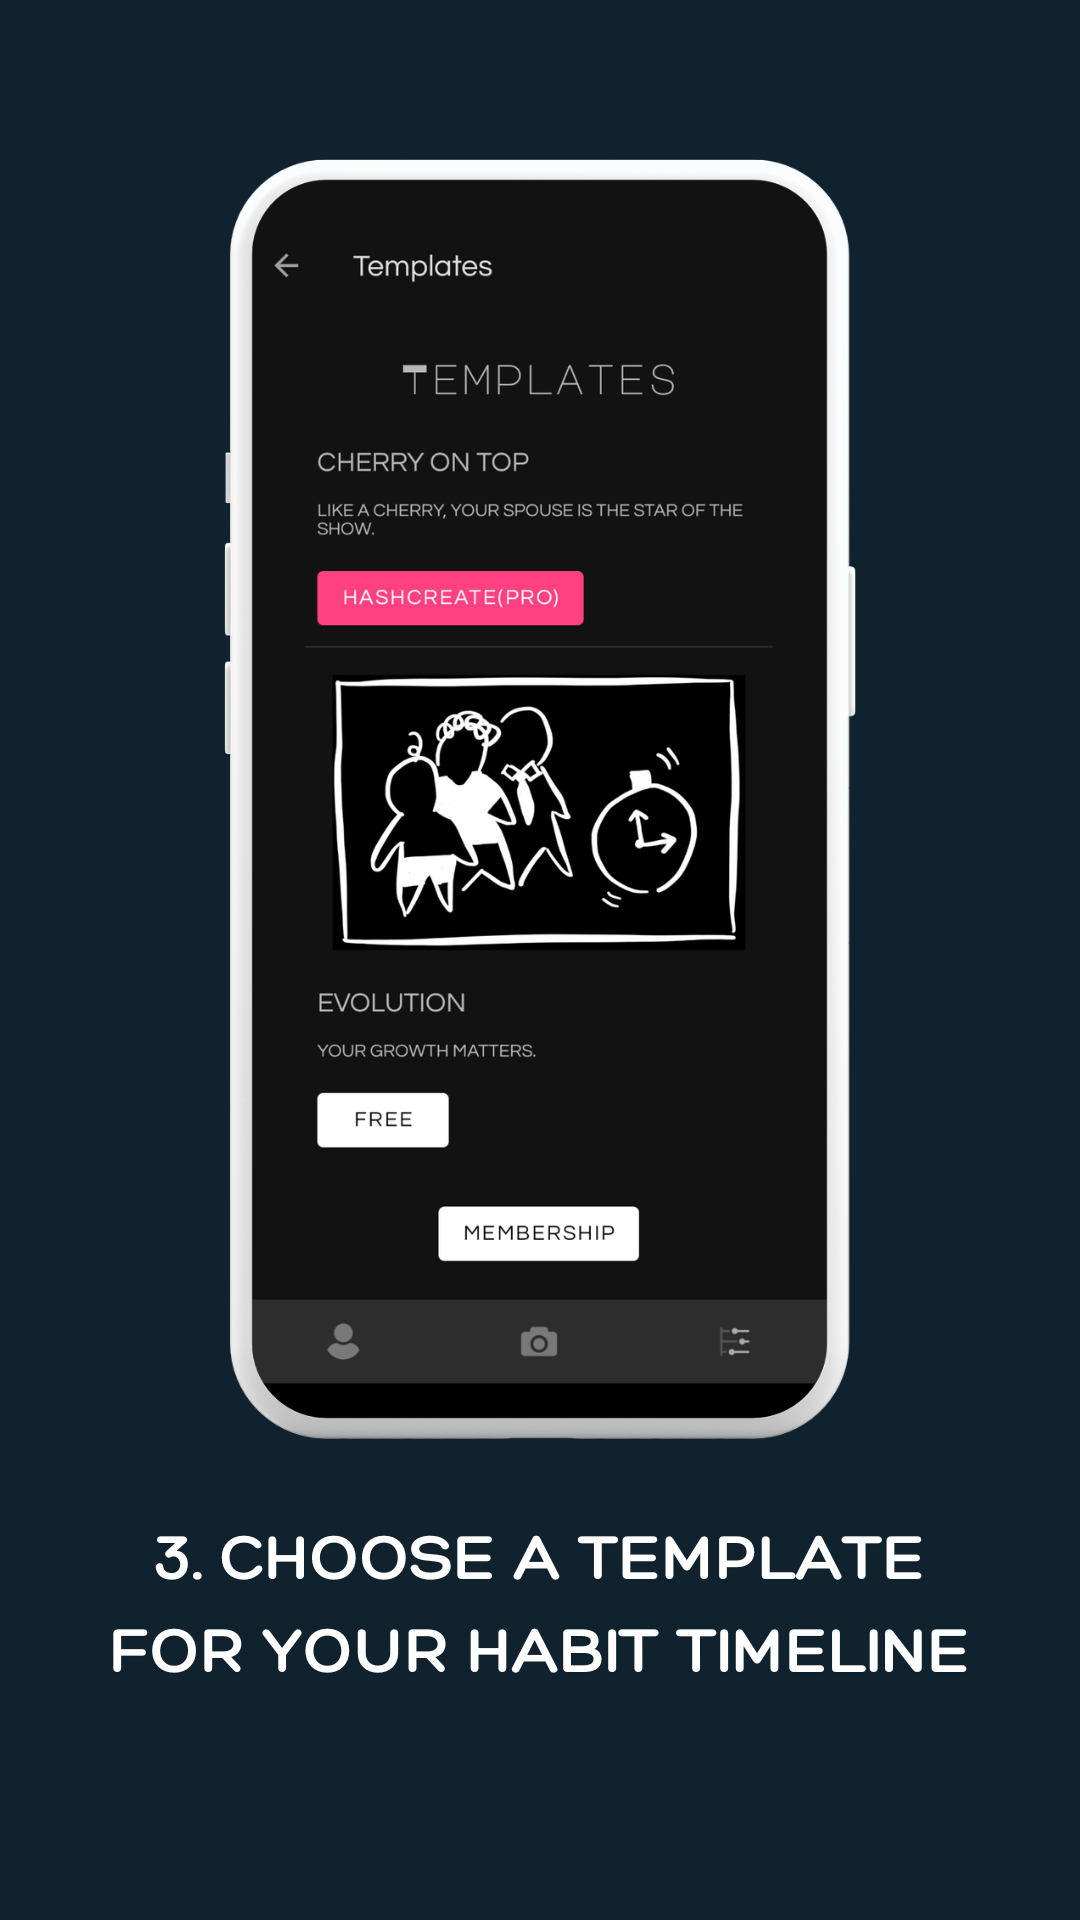 Templates
TEMPLATES
CHERRY ON TOP
LIKE A CHERRY, YOUR SPOUSE IS THE STAR OF THE
SHOW.
HASHCREATE(PRO)
EVOLUTION
YOUR GROWTH MATTERS.
FREE
MEMBERSHIP
3. CHOOSE A TEMPLATE
FOR YOUR HABIT TIMELINE